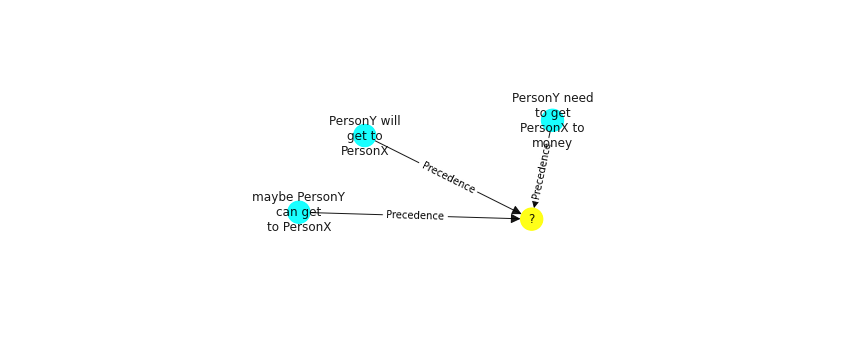 PersonY need
to get
PersonX to
money
PersonY will
get to
PersonX
Precedence
Precedence
maybe PersonY
can get
to PersonX
Precedence
?